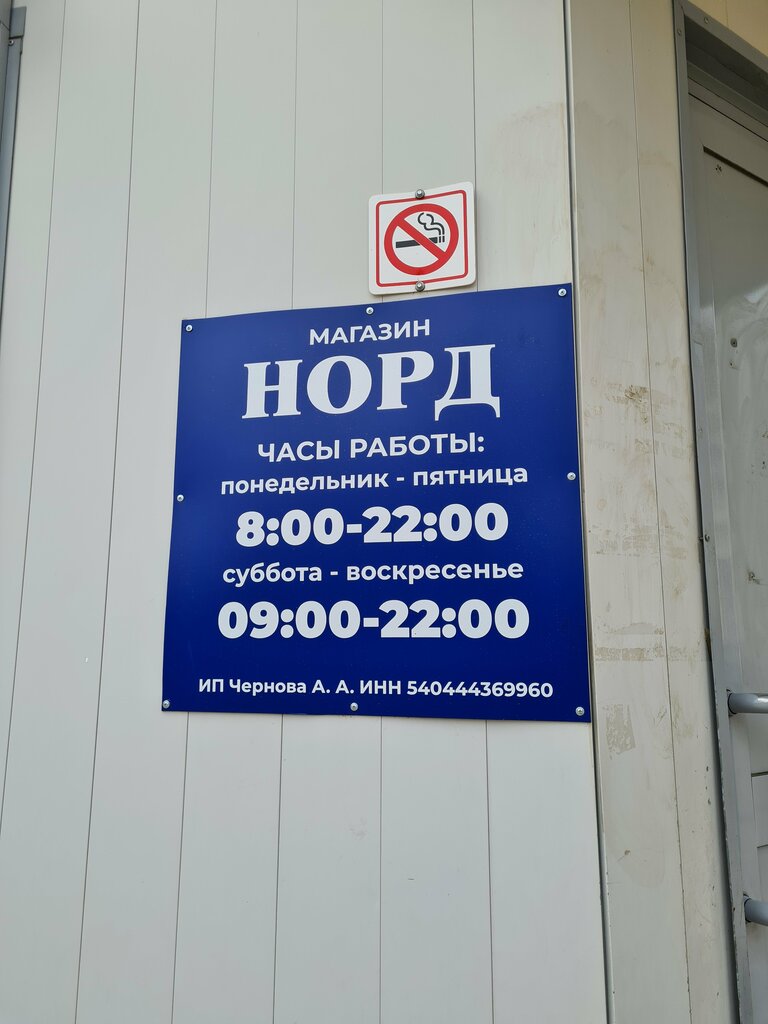 МАГАЗИН
НОРД
ЧАСЫ РАБОТЫ:
понедельник - пятница
8:00-22:00
суббота - воскресенье
09:00-22:00
ИП Чернова А. А. ИНН 540444369960